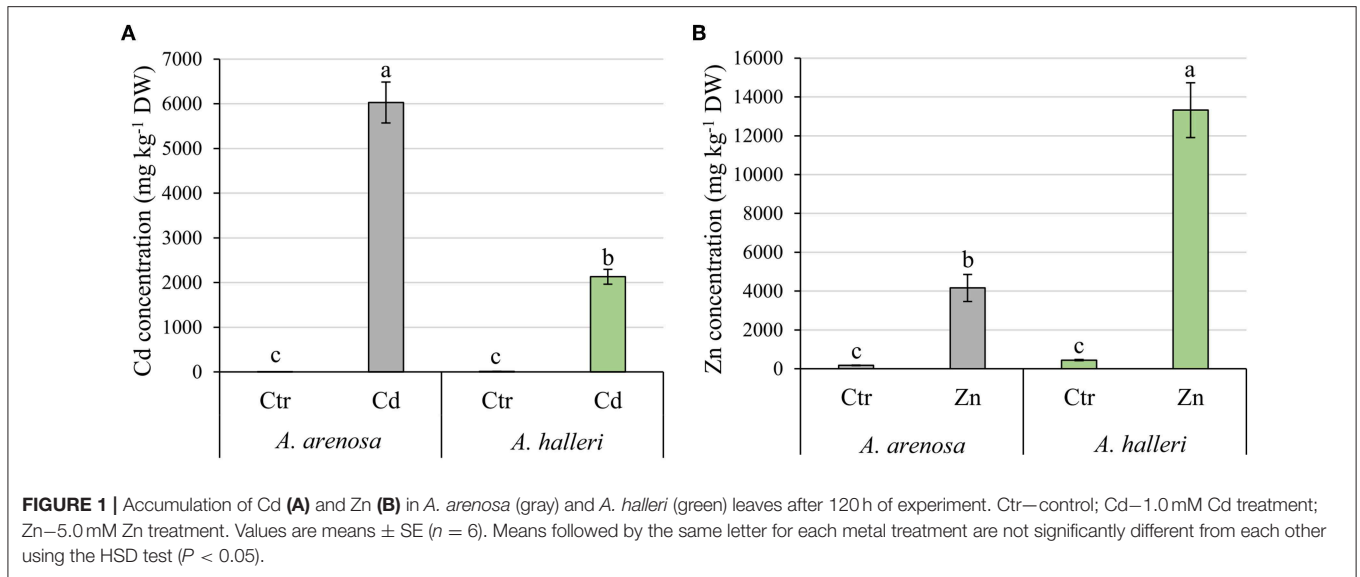 A
Cd concentration (mg kg⁻¹ DW)
7000
6000
5000
4000
3000
2000
1000
0
c
a
c
b
Ctr
Cd
Ctr
Cd
A. arenosa
A. halleri
B
Zn concentration (mg kg⁻¹ DW)
16000
14000
12000
10000
8000
6000
4000
2000
0
c
b
c
a
Ctr
Zn
Ctr
Zn
A. arenosa
A. halleri
FIGURE 1 | Accumulation of Cd (A) and Zn (B) in A. arenosa (gray) and A. halleri (green) leaves after 120 h of experiment. Ctr—control; Cd—1.0 mM Cd treatment;
Zn—5.0 mM Zn treatment. Values are means ± SE (n = 6). Means followed by the same letter for each metal treatment are not significantly different from each other
using the HSD test (P < 0.05).